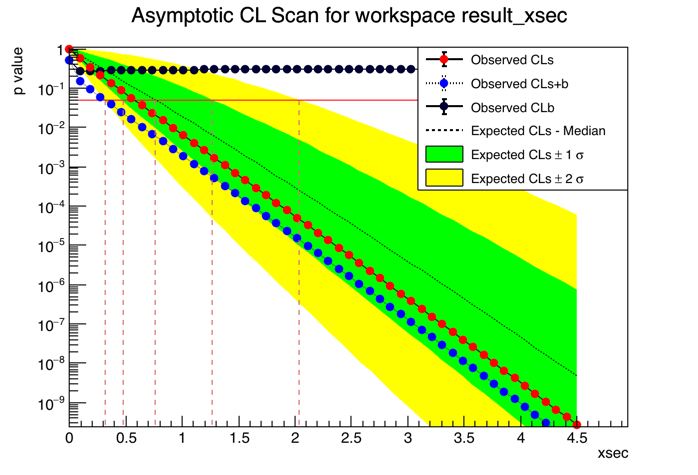 Asymptotic CL Scan for workspace result_xsec
p value
Observed CLs
Observed CLs+b
Observed CLb
Expected CLs - Median
Expected CLs ± 1 σ
Expected CLs ± 2 σ
1
10⁻¹
10⁻²
10⁻³
10⁻⁴
10⁻⁵
10⁻⁶
10⁻⁷
10⁻⁸
10⁻⁹
0 0.5 1 1.5 2 2.5 3 3.5 4 4.5
xsec